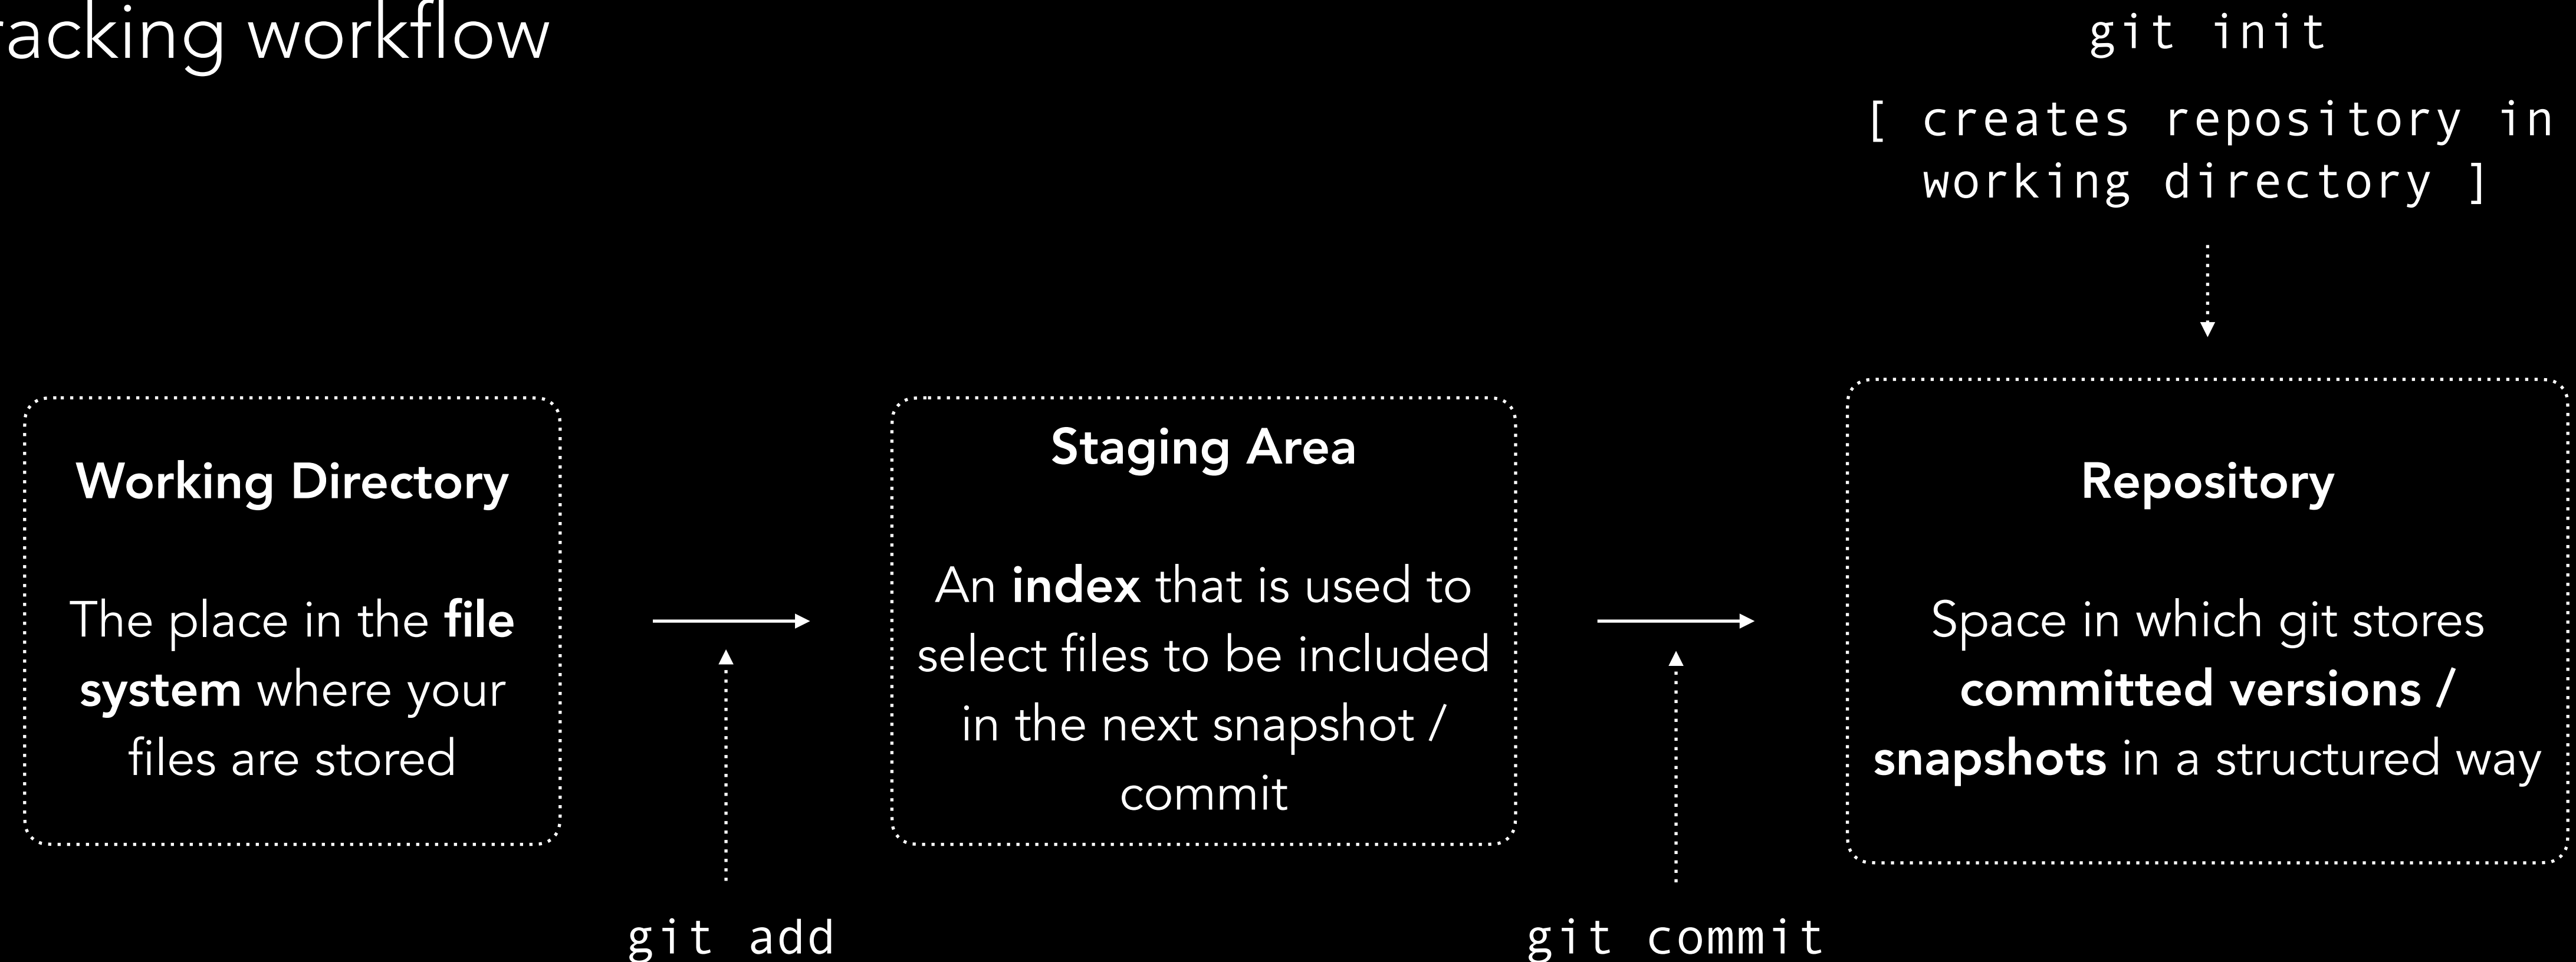 racking workflow
git init
[ creates repository in
working directory ]
Working Directory
The place in the file
system where your
files are stored
Staging Area
An index that is used to
select files to be included
in the next snapshot /
commit
Repository
Space in which git stores
committed versions /
snapshots in a structured way
git add
git commit